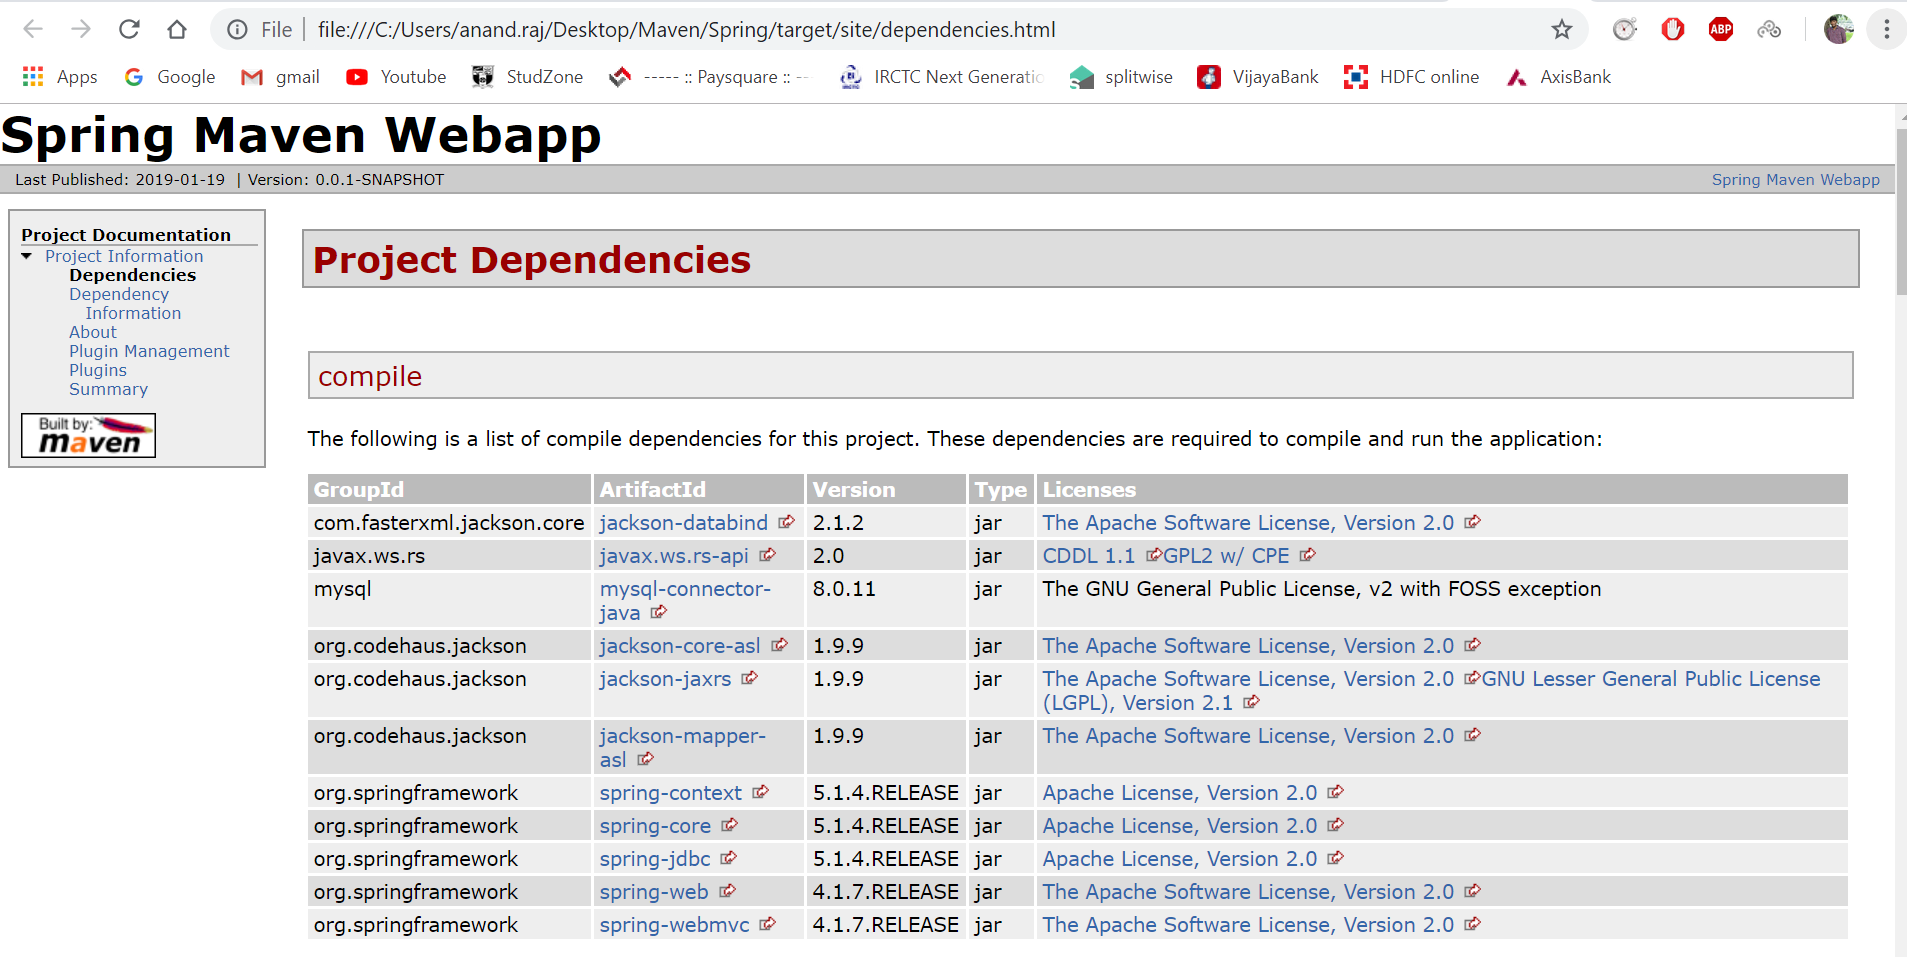 File | file:///C:/Users/anand.raj/Desktop/Maven/Spring/target/site/dependencies.html
ABP
Apps Google gmail Youtube StudZone ----- :: Paysquare :: -- IRCTC Next Generatio splitwise VijayaBank HDFC online AxisBank
Spring Maven Webapp
Last Published: 2019-01-19 | Version: 0.0.1-SNAPSHOT Spring Maven Webapp
Project Documentation
Project Information
Dependencies
Dependency
Information
About
Plugin Management
Plugins
Summary
Built by:
maven
Project Dependencies
compile
The following is a list of compile dependencies for this project. These dependencies are required to compile and run the application:
GroupId ArtifactId Version Type Licenses
com.fasterxml.jackson.core jackson-databind 2.1.2 jar The Apache Software License, Version 2.0
javax.ws.rs javax.ws.rs-api 2.0 jar CDDL 1.1 GPL2 w/ CPE
mysql mysql-connector- 8.0.11 jar The GNU General Public License, v2 with FOSS exception
java
org.codehaus.jackson jackson-core-asl 1.9.9 jar The Apache Software License, Version 2.0
org.codehaus.jackson jackson-jaxrs 1.9.9 jar The Apache Software License, Version 2.0 GNU Lesser General Public License
(LGPL), Version 2.1
org.codehaus.jackson jackson-mapper- 1.9.9 jar The Apache Software License, Version 2.0
asl
org.springframework spring-context 5.1.4.RELEASE jar Apache License, Version 2.0
org.springframework spring-core 5.1.4.RELEASE jar Apache License, Version 2.0
org.springframework spring-jdbc 5.1.4.RELEASE jar Apache License, Version 2.0
org.springframework spring-web 4.1.7.RELEASE jar The Apache Software License, Version 2.0
org.springframework spring-webmvc 4.1.7.RELEASE jar The Apache Software License, Version 2.0